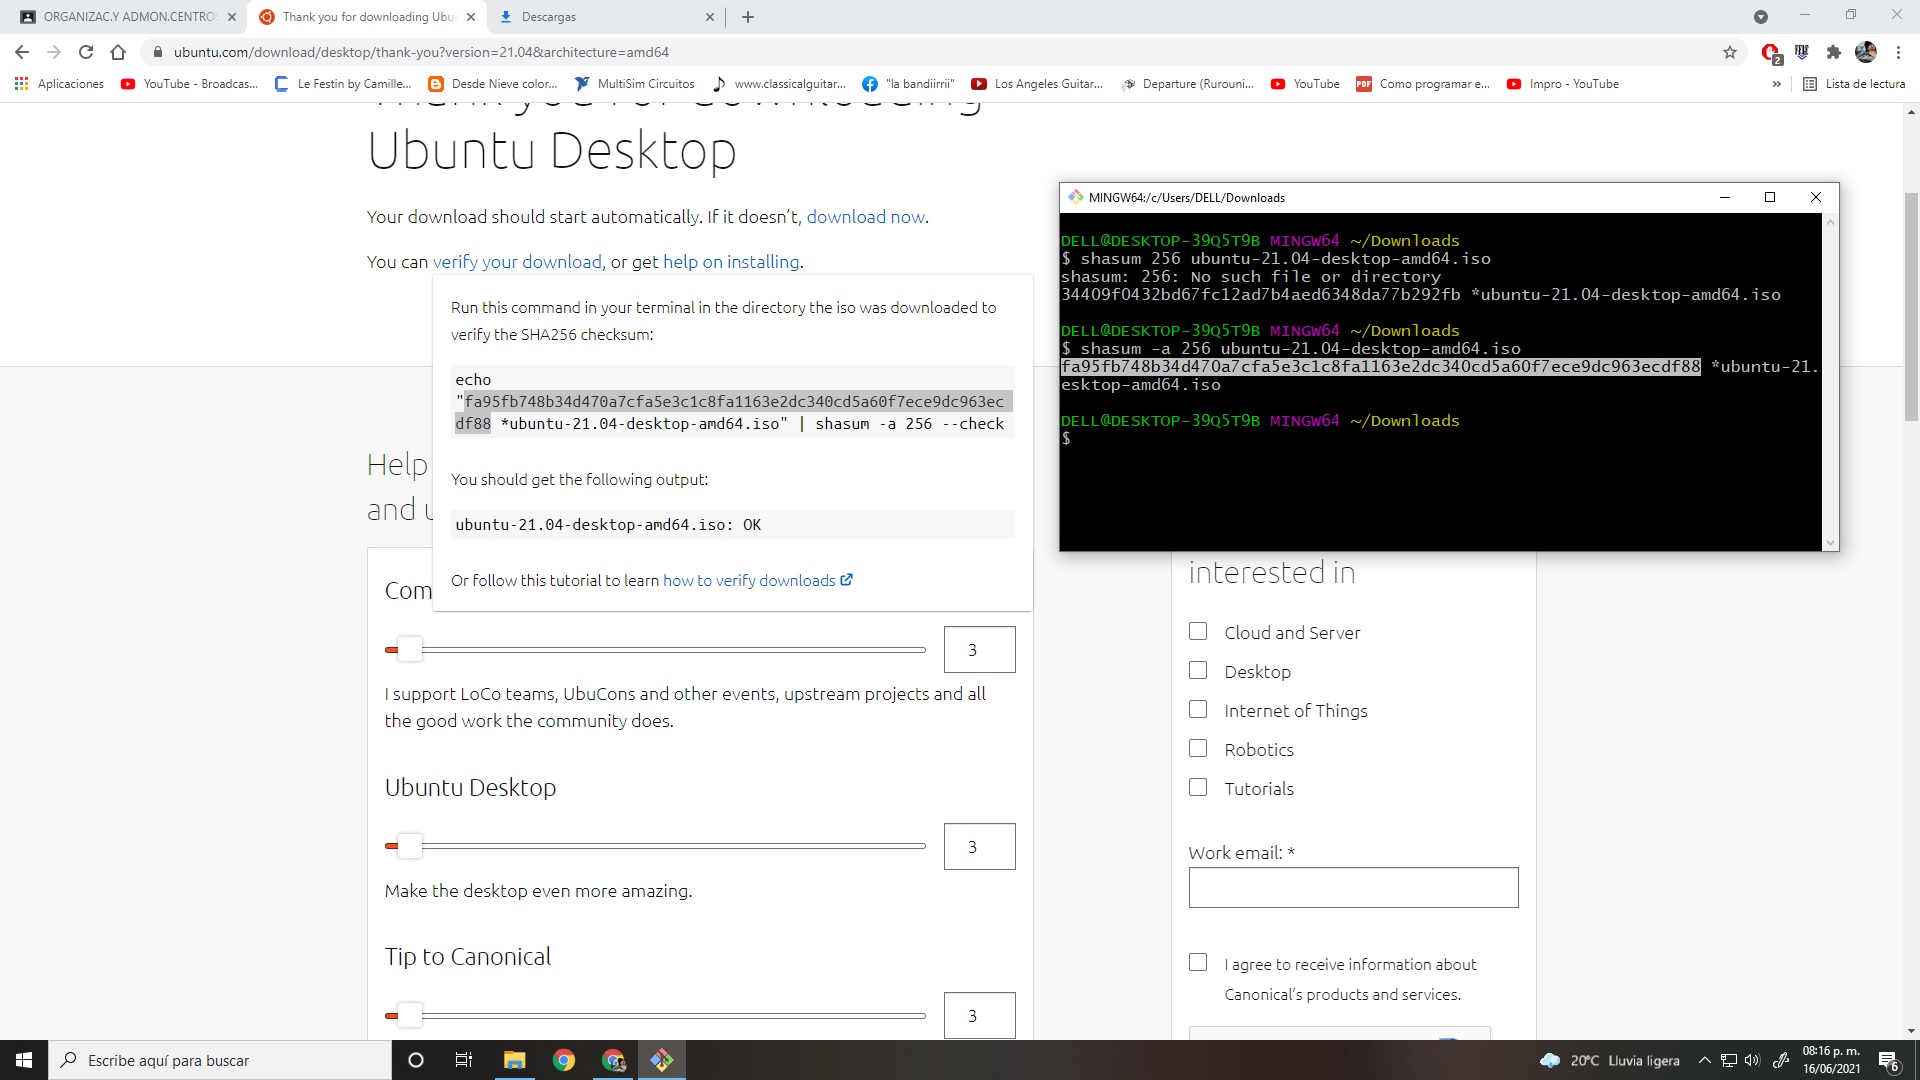 ORGANIZAC.Y ADMON.CENTROS
Thank you for downloading Ubu
Descargas
ubuntu.com/download/desktop/thank-you?version=21.04&architecture=amd64
2
Aplicaciones
YouTube - Broadcas...
Le Festin by Camille...
Desde Nieve color...
MultiSim Circuitos
www.classicalguitar...
"la bandiirrii"
Los Angeles Guitar...
Departure (Rurouni...
YouTube
PDF
Como programar e...
Impro - YouTube
»
Lista de lectura
Thank you for downloading
Ubuntu Desktop
Your download should start automatically. If it doesn’t, download now.
You can verify your download, or get help on installing.
Run this command in your terminal in the directory the iso was downloaded to
verify the SHA256 checksum:
echo
"fa95fb748b34d470a7cfa5e3c1c8fa1163e2dc340cd5a60f7ece9dc963ec
df88 *ubuntu-21.04-desktop-amd64.iso" | shasum -a 256 --check
You should get the following output:
ubuntu-21.04-desktop-amd64.iso: OK
Or follow this tutorial to learn how to verify downloads
MINGW64:/c/Users/DELL/Downloads
DELL@DESKTOP-39Q5T9B MINGW64 ~/Downloads
$ shasum 256 ubuntu-21.04-desktop-amd64.iso
shasum: 256: No such file or directory
34409f0432bd67fc12ad7b4aed6348da77b292fb *ubuntu-21.04-desktop-amd64.iso
DELL@DESKTOP-39Q5T9B MINGW64 ~/Downloads
$ shasum -a 256 ubuntu-21.04-desktop-amd64.iso
fa95fb748b34d470a7cfa5e3c1c8fa1163e2dc340cd5a60f7ece9dc963ecdf88 *ubuntu-21.
esktop-amd64.iso
DELL@DESKTOP-39Q5T9B MINGW64 ~/Downloads
$
Help
and u
Com
3
I support LoCo teams, UbuCons and other events, upstream projects and all
the good work the community does.
Ubuntu Desktop
3
Make the desktop even more amazing.
Tip to Canonical
3
interested in
Cloud and Server
Desktop
Internet of Things
Robotics
Tutorials
Work email: *
I agree to receive information about
Canonical’s products and services.
Escribe aquí para buscar
20°C Lluvia ligera
08:16 p. m.
16/06/2021
6